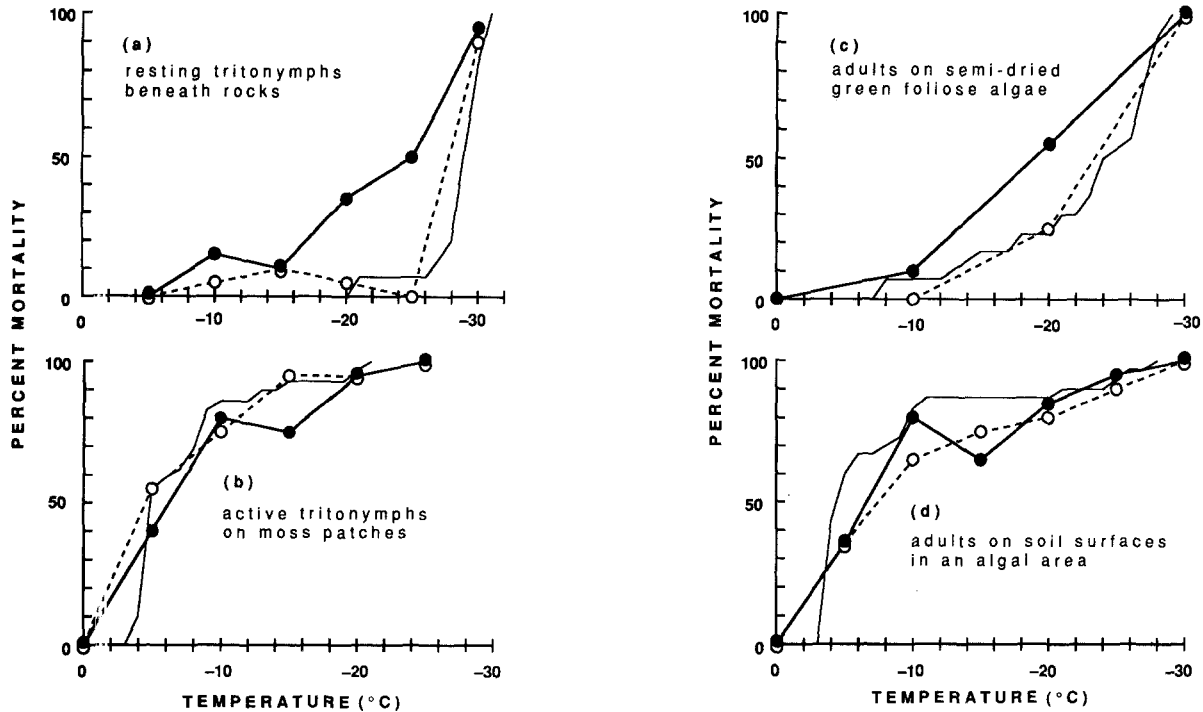 100
(a)
resting tritonymphs
beneath rocks
50
0
0
-10
-20
-30
100
(b)
active tritonymphs
on moss patches
50
0
0
-10
-20
-30
PERCENT MORTALITY
TEMPERATURE (°C)
100
(c)
adults on semi-dried
green foliose algae
50
0
0
-10
-20
-30
100
(d)
adults on soil surfaces
in an algal area
50
0
0
-10
-20
-30
PERCENT MORTALITY
TEMPERATURE (°C)